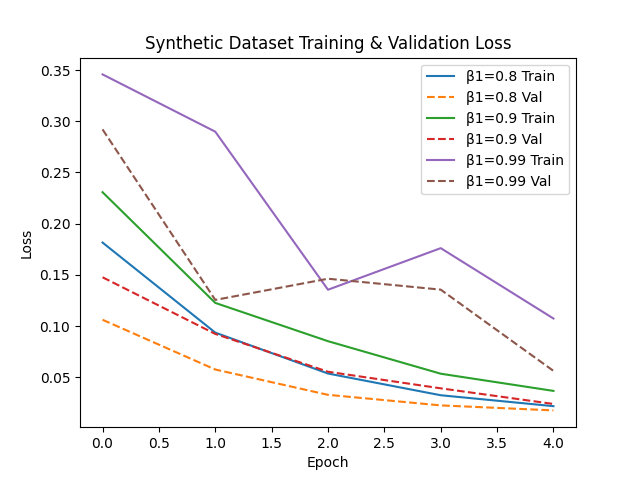 Synthetic Dataset Training & Validation Loss
β1=0.8 Train
β1=0.8 Val
β1=0.9 Train
β1=0.9 Val
β1=0.99 Train
β1=0.99 Val
Loss
0.35
0.30
0.25
0.20
0.15
0.10
0.05
0.0 0.5 1.0 1.5 2.0 2.5 3.0 3.5 4.0
Epoch